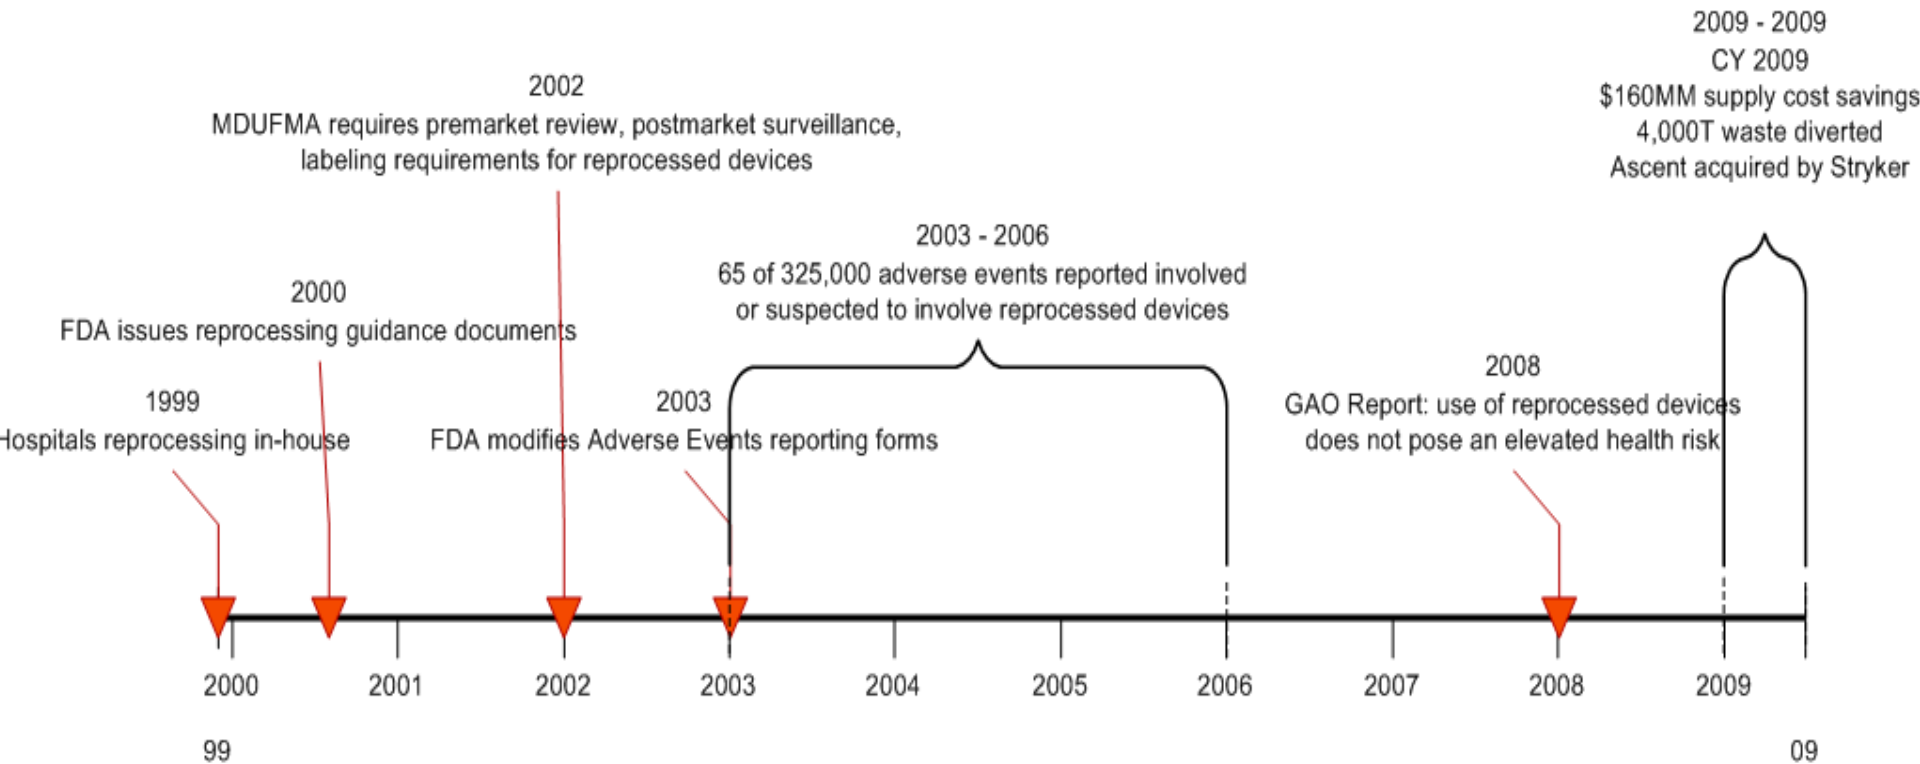 2009 - 2009
CY 2009
$160MM supply cost savings
4,000T waste diverted
Ascent acquired by Stryker
2002
MDUFMA requires premarket review, postmarket surveillance,
labeling requirements for reprocessed devices
2003 - 2006
65 of 325,000 adverse events reported involved
or suspected to involve reprocessed devices
2000
FDA issues reprocessing guidance documents
2008
GAO Report: use of reprocessed devices
does not pose an elevated health risk
1999
Hospitals reprocessing in-house
2003
FDA modifies Adverse Events reporting forms
2000 2001 2002 2003 2004 2005 2006 2007 2008 2009
99 09